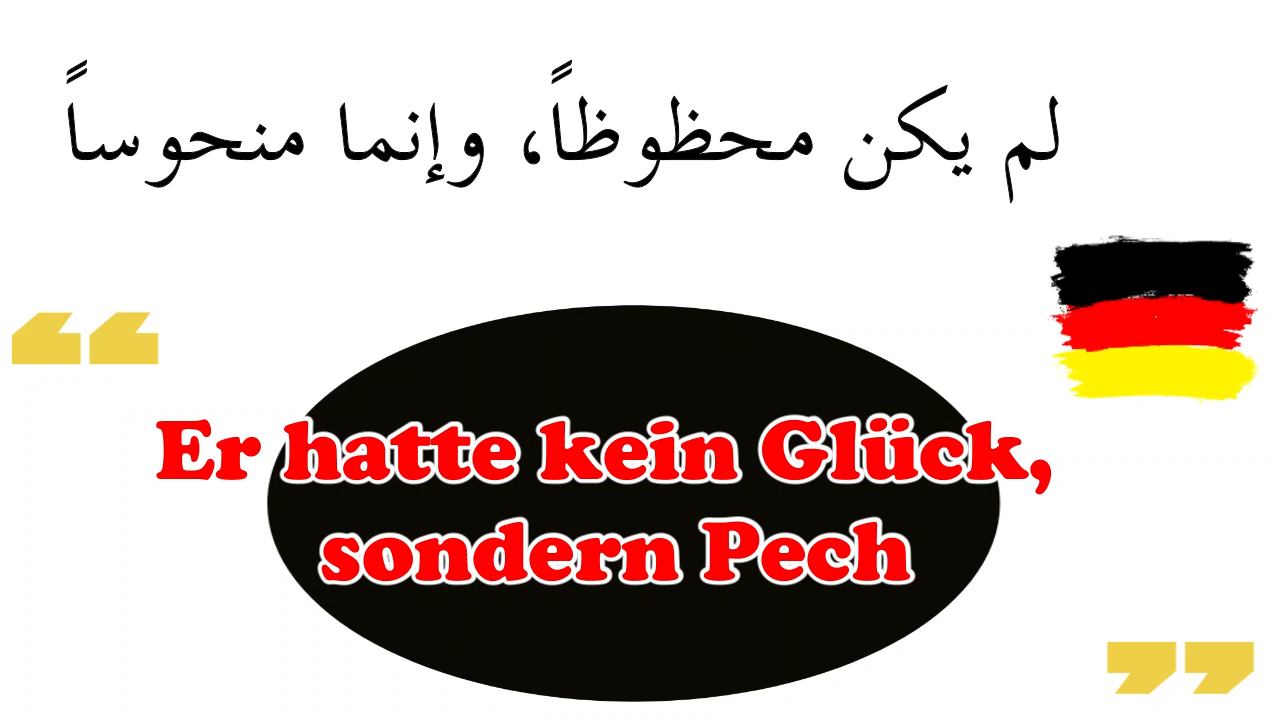 لم يكن محظوظاً، وإنما منحوساً
Er hatte kein Glück,
sondern Pech